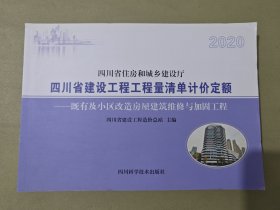 2020
四川省住房和城乡建设厅
四川省建设工程工程量清单计价定额
——既有及小区改造房屋建筑维修与加固工程
四川省建设工程造价总站 主编
四川科学技术出版社